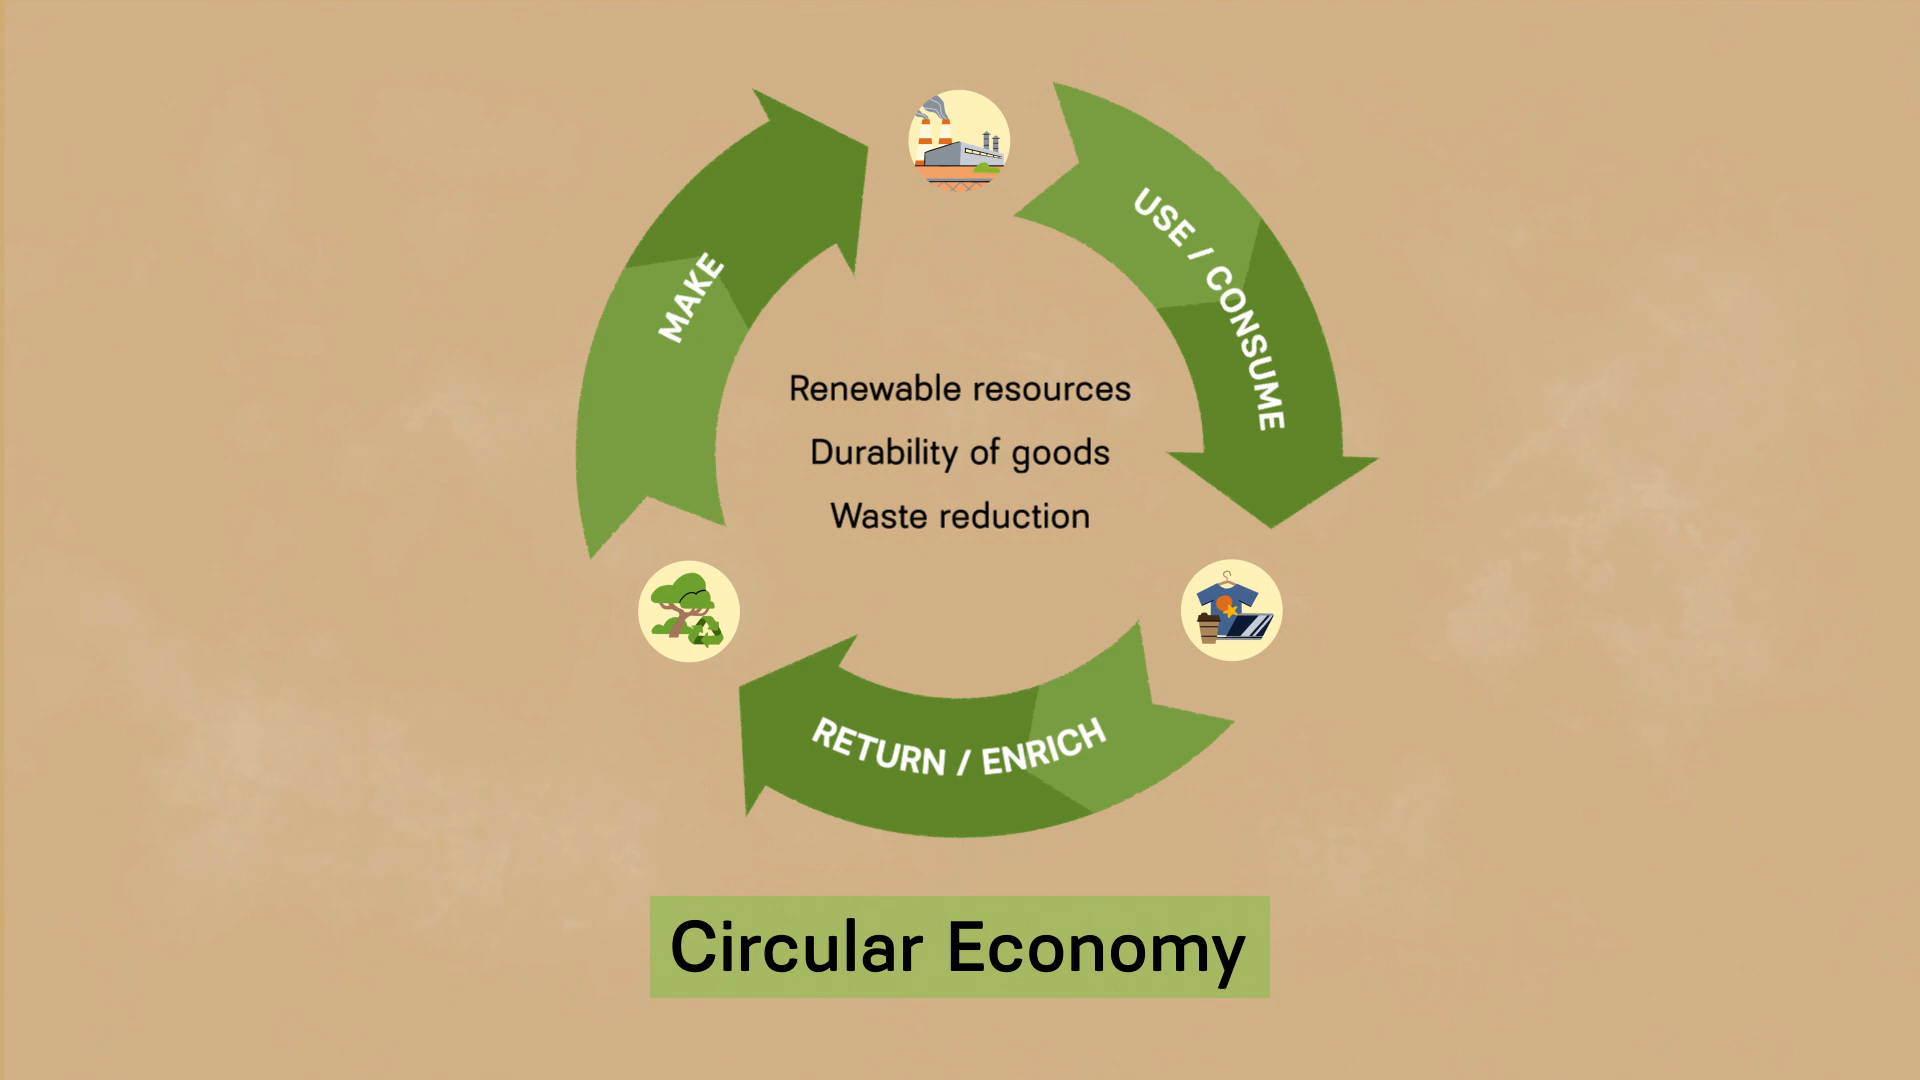 MAKE
USE / CONSUME
Renewable resources
Durability of goods
Waste reduction
RETURN / ENRICH
Circular Economy